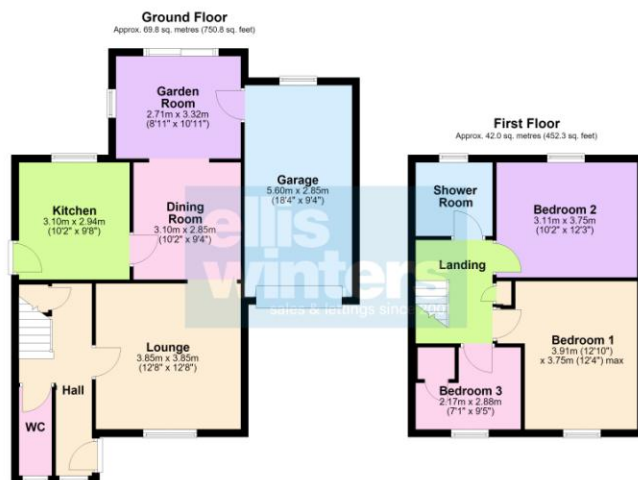 Ground Floor
Approx. 69.8 sq. metres (750.8 sq. feet)
Garden
Room
2.71m x 3.32m
(8'11" x 10'11")
Kitchen
3.10m x 2.94m
(10'2" x 9'8")
Dining
Room
3.10m x 2.85m
(10'2" x 9'4")
Garage
5.60m x 2.85m
(18'4" x 9'4")
Lounge
3.85m x 3.85m
(12'8" x 12'8")
Hall
WC
First Floor
Approx. 42.0 sq. metres (452.3 sq. feet)
Shower
Room
Bedroom 2
3.11m x 3.75m
(10'2" x 12'3")
Landing
Bedroom 1
3.91m (12'10")
x 3.75m (12'4") max
Bedroom 3
2.17m x 2.88m
(7'1" x 9'5")
ellis
winters
sales & lettings since 2001